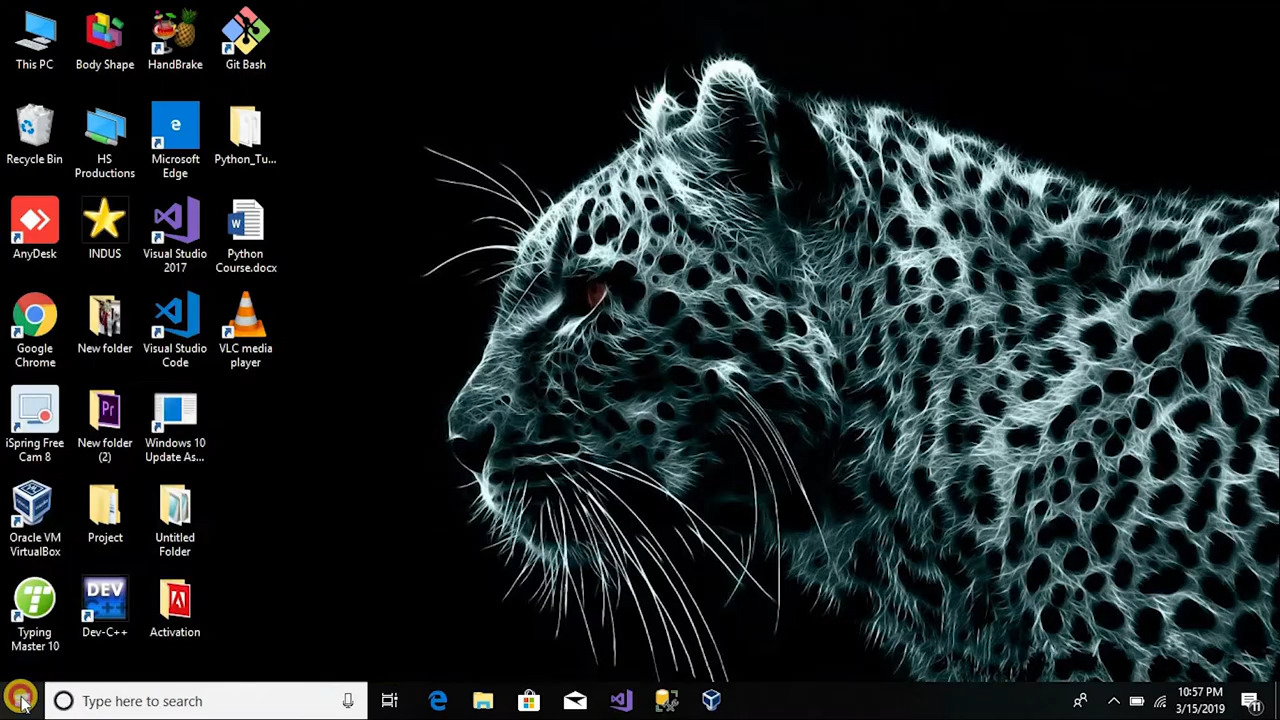 This PC
Body Shape
HandBrake
Git Bash
Recycle Bin
HS
Productions
Microsoft
Edge
Python_Tu...
AnyDesk
INDUS
Visual Studio
2017
Python
Course.docx
Google
Chrome
New folder
Visual Studio
Code
VLC media
player
iSpring Free
Cam 8
New folder
(2)
Windows 10
Update As...
Oracle VM
VirtualBox
Project
Untitled
Folder
Typing
Master 10
DEV
C++
Dev-C++
Activation
Type here to search
10:57 PM
3/15/2019
11